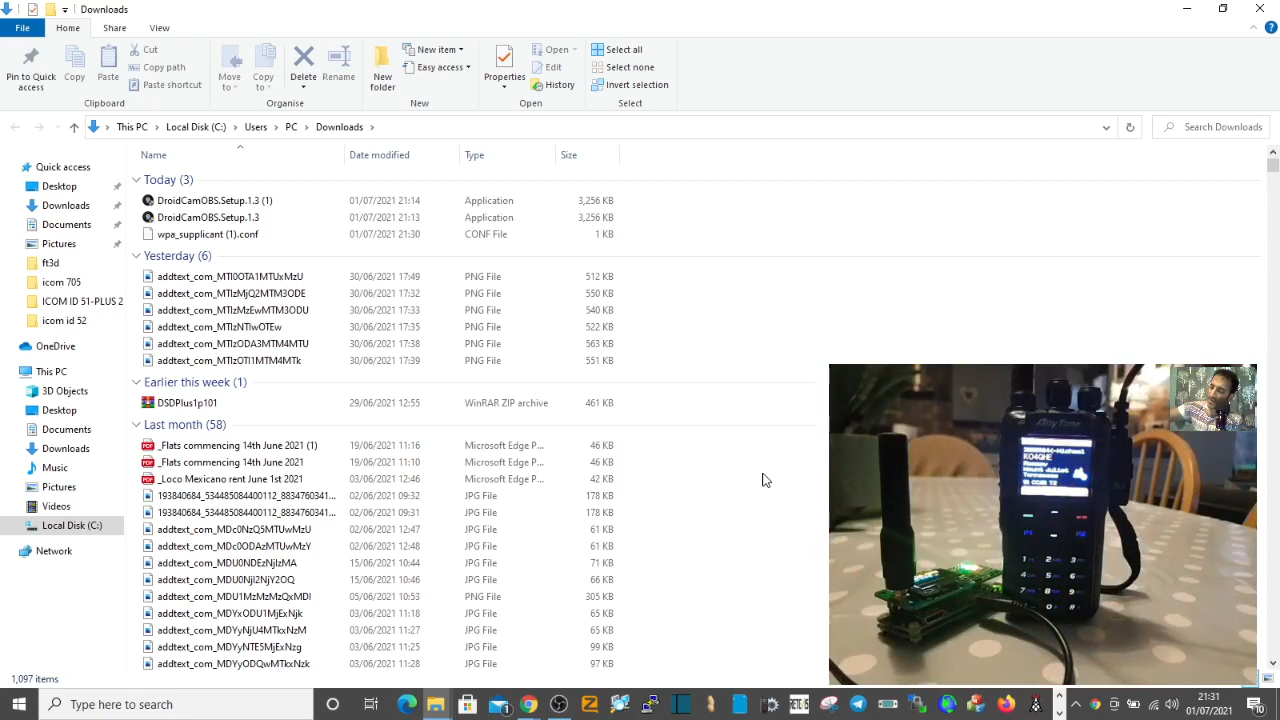 Downloads
File Home Share View
Pin to Quick access
Copy
Paste
Cut
Copy path
Paste shortcut
Clipboard
Move to
Copy to
Delete
Rename
Organise
New folder
New item
Easy access
New
Properties
Open
Edit
History
Open
Select all
Select none
Invert selection
Select
This PC > Local Disk (C:) > Users > PC > Downloads >
Search Downloads
Quick access
Desktop
Downloads
Documents
Pictures
ft3d
icom 705
ICOM ID 51-PLUS 2
icom id 52
OneDrive
This PC
3D Objects
Desktop
Documents
Downloads
Music
Pictures
Videos
Local Disk (C:)
Network
Name Date modified Type Size
Today (3)
DroidCamOBS.Setup.1.3 (1) 01/07/2021 21:14 Application 3,256 KB
DroidCamOBS.Setup.1.3 01/07/2021 21:13 Application 3,256 KB
wpa_supplicant (1).conf 01/07/2021 21:30 CONF File 1 KB
Yesterday (6)
addtext_com_MTI0OTA1MTUxMzU 30/06/2021 17:49 PNG File 512 KB
addtext_com_MTIzMjQ2MTM3ODE 30/06/2021 17:32 PNG File 550 KB
addtext_com_MTIzMzEwMTM3ODU 30/06/2021 17:33 PNG File 540 KB
addtext_com_MTIzNTIwOTEw 30/06/2021 17:35 PNG File 522 KB
addtext_com_MTIzODA3MTM4MTU 30/06/2021 17:38 PNG File 563 KB
addtext_com_MTIzOTI1MTM4MTk 30/06/2021 17:39 PNG File 551 KB
Earlier this week (1)
DSDPlus1p101 29/06/2021 12:55 WinRAR ZIP archive 461 KB
Last month (58)
_Flats commencing 14th June 2021 (1) 19/06/2021 11:16 Microsoft Edge P... 46 KB
_Flats commencing 14th June 2021 19/06/2021 11:10 Microsoft Edge P... 46 KB
_Loco Mexicano rent June 1st 2021 03/06/2021 12:46 Microsoft Edge P... 42 KB
193840684_534485084400112_8834760341... 02/06/2021 09:32 JPG File 178 KB
193840684_534485084400112_8834760341... 02/06/2021 09:31 JPG File 178 KB
addtext_com_MDc0NzQ5MTUwMzU 02/06/2021 12:47 JPG File 61 KB
addtext_com_MDc0ODAzMTUwMzY 02/06/2021 12:48 JPG File 61 KB
addtext_com_MDU0NDEzNjIzMA 15/06/2021 10:44 JPG File 71 KB
addtext_com_MDU0NjI2NjY2OQ 15/06/2021 10:46 JPG File 66 KB
addtext_com_MDU1MzMzMzQxMDI 05/06/2021 10:53 PNG File 305 KB
addtext_com_MDYxODU1MjExNjk 03/06/2021 11:18 JPG File 65 KB
addtext_com_MDYyNjU4MTkxNzM 03/06/2021 11:27 JPG File 65 KB
addtext_com_MDYyNTE5MjExNzg 03/06/2021 11:25 JPG File 99 KB
addtext_com_MDYyODQwMTkxNzk 03/06/2021 11:28 JPG File 97 KB
AnyTone
KO4QHE
Mount Juliet
Tennessee
P1
P2
1,097 items
Type here to search
21:31
01/07/2021